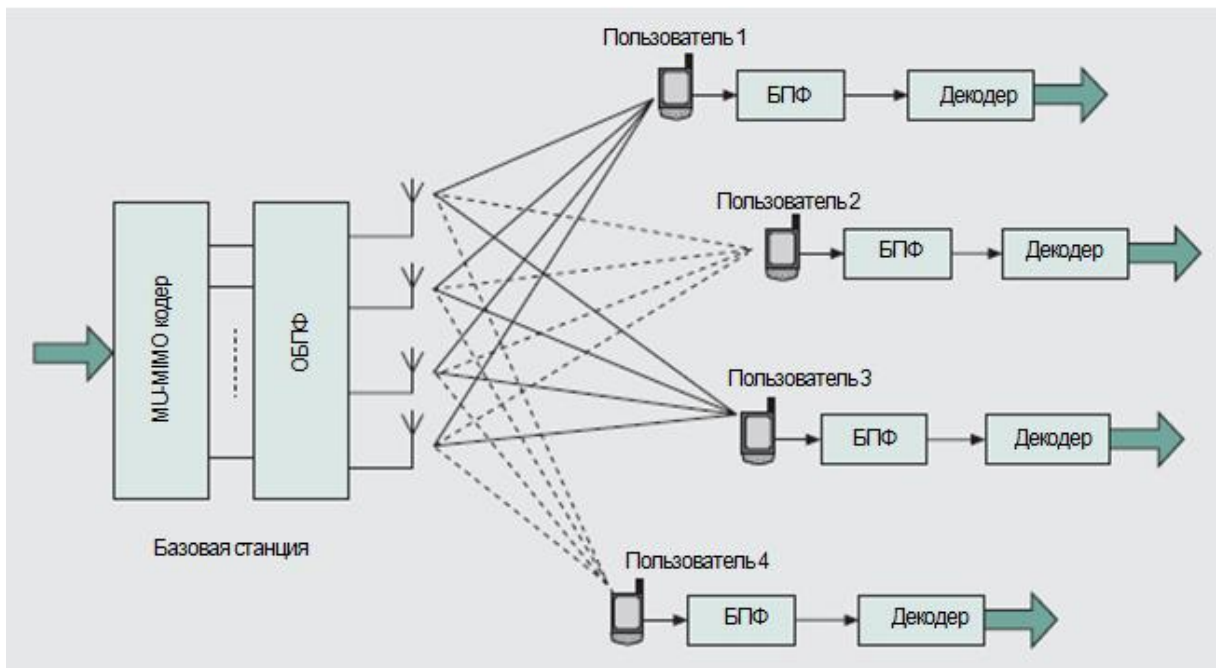 Пользователь 1
БПФ
Декодер
Пользователь 2
БПФ
Декодер
MU-MIMO кодер
ОБПФ
Пользователь 3
БПФ
Декодер
Базовая станция
Пользователь 4
БПФ
Декодер